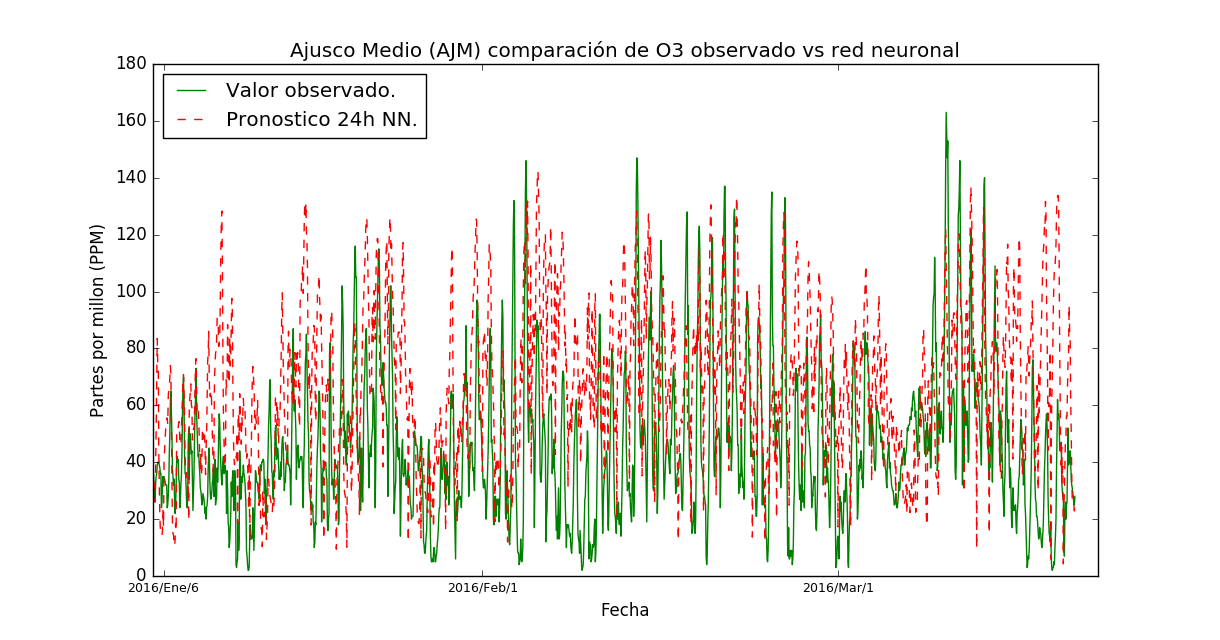 Ajusco Medio (AJM) comparación de O3 observado vs red neuronal
180
160
140
120
100
80
60
40
20
0
Partes por millon (PPM)
Valor observado.
Pronostico 24h NN.
2016/Ene/6
2016/Feb/1
2016/Mar/1
Fecha